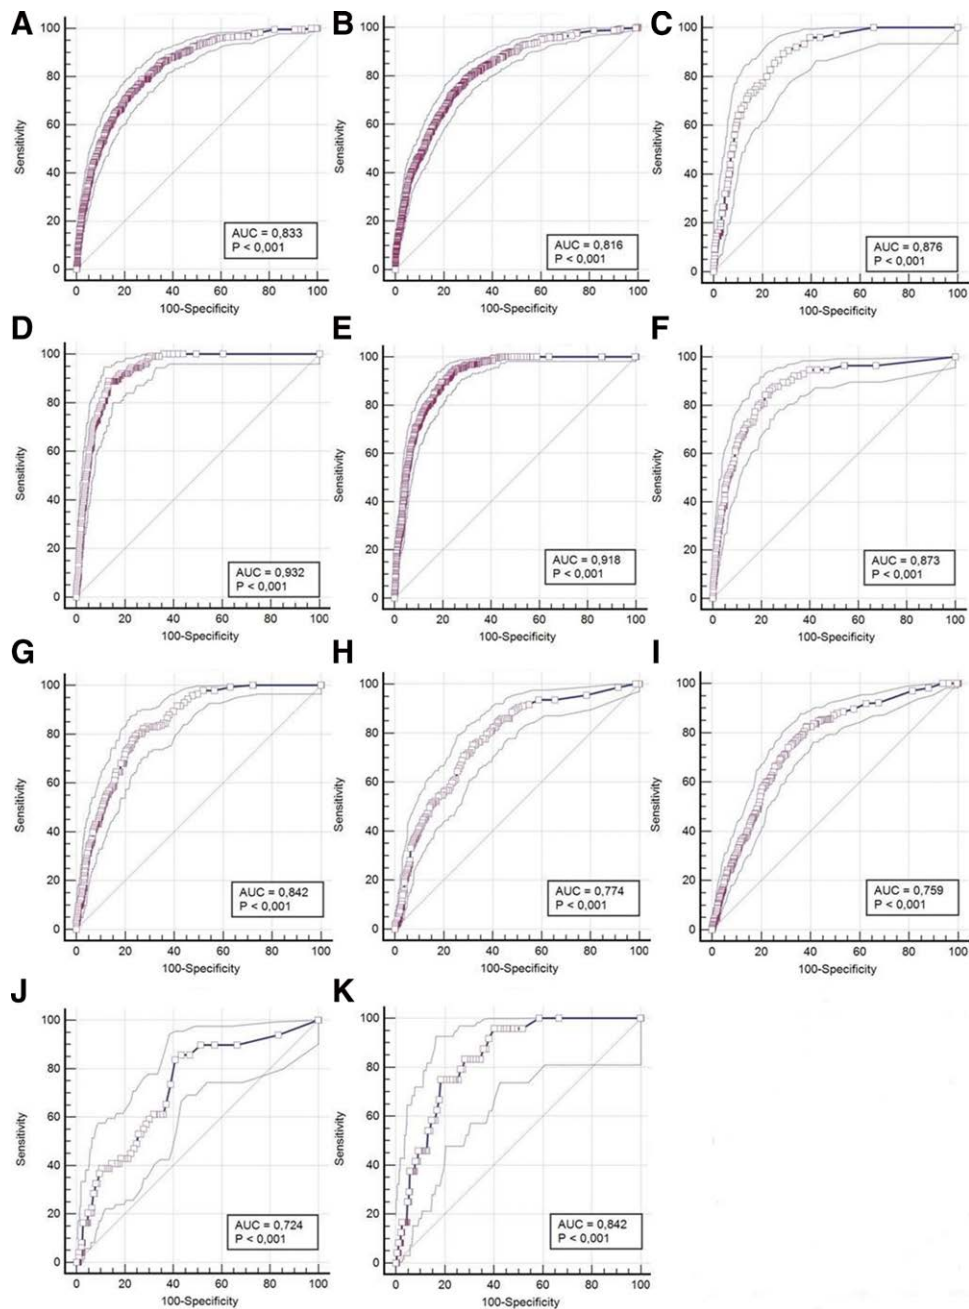 A
Sensitivity
100
80
60
40
20
0
AUC = 0,833
P < 0,001
0 20 40 60 80 100
100-Specificity
B
Sensitivity
100
80
60
40
20
0
AUC = 0,816
P < 0,001
0 20 40 60 80 100
100-Specificity
C
Sensitivity
100
80
60
40
20
0
AUC = 0,876
P < 0,001
0 20 40 60 80 100
100-Specificity
D
Sensitivity
100
80
60
40
20
0
AUC = 0,932
P < 0,001
0 20 40 60 80 100
100-Specificity
E
Sensitivity
100
80
60
40
20
0
AUC = 0,918
P < 0,001
0 20 40 60 80 100
100-Specificity
F
Sensitivity
100
80
60
40
20
0
AUC = 0,873
P < 0,001
0 20 40 60 80 100
100-Specificity
G
Sensitivity
100
80
60
40
20
0
AUC = 0,842
P < 0,001
0 20 40 60 80 100
100-Specificity
H
Sensitivity
100
80
60
40
20
0
AUC = 0,774
P < 0,001
0 20 40 60 80 100
100-Specificity
I
Sensitivity
100
80
60
40
20
0
AUC = 0,759
P < 0,001
0 20 40 60 80 100
100-Specificity
J
Sensitivity
100
80
60
40
20
0
AUC = 0,724
P < 0,001
0 20 40 60 80 100
100-Specificity
K
Sensitivity
100
80
60
40
20
0
AUC = 0,842
P < 0,001
0 20 40 60 80 100
100-Specificity